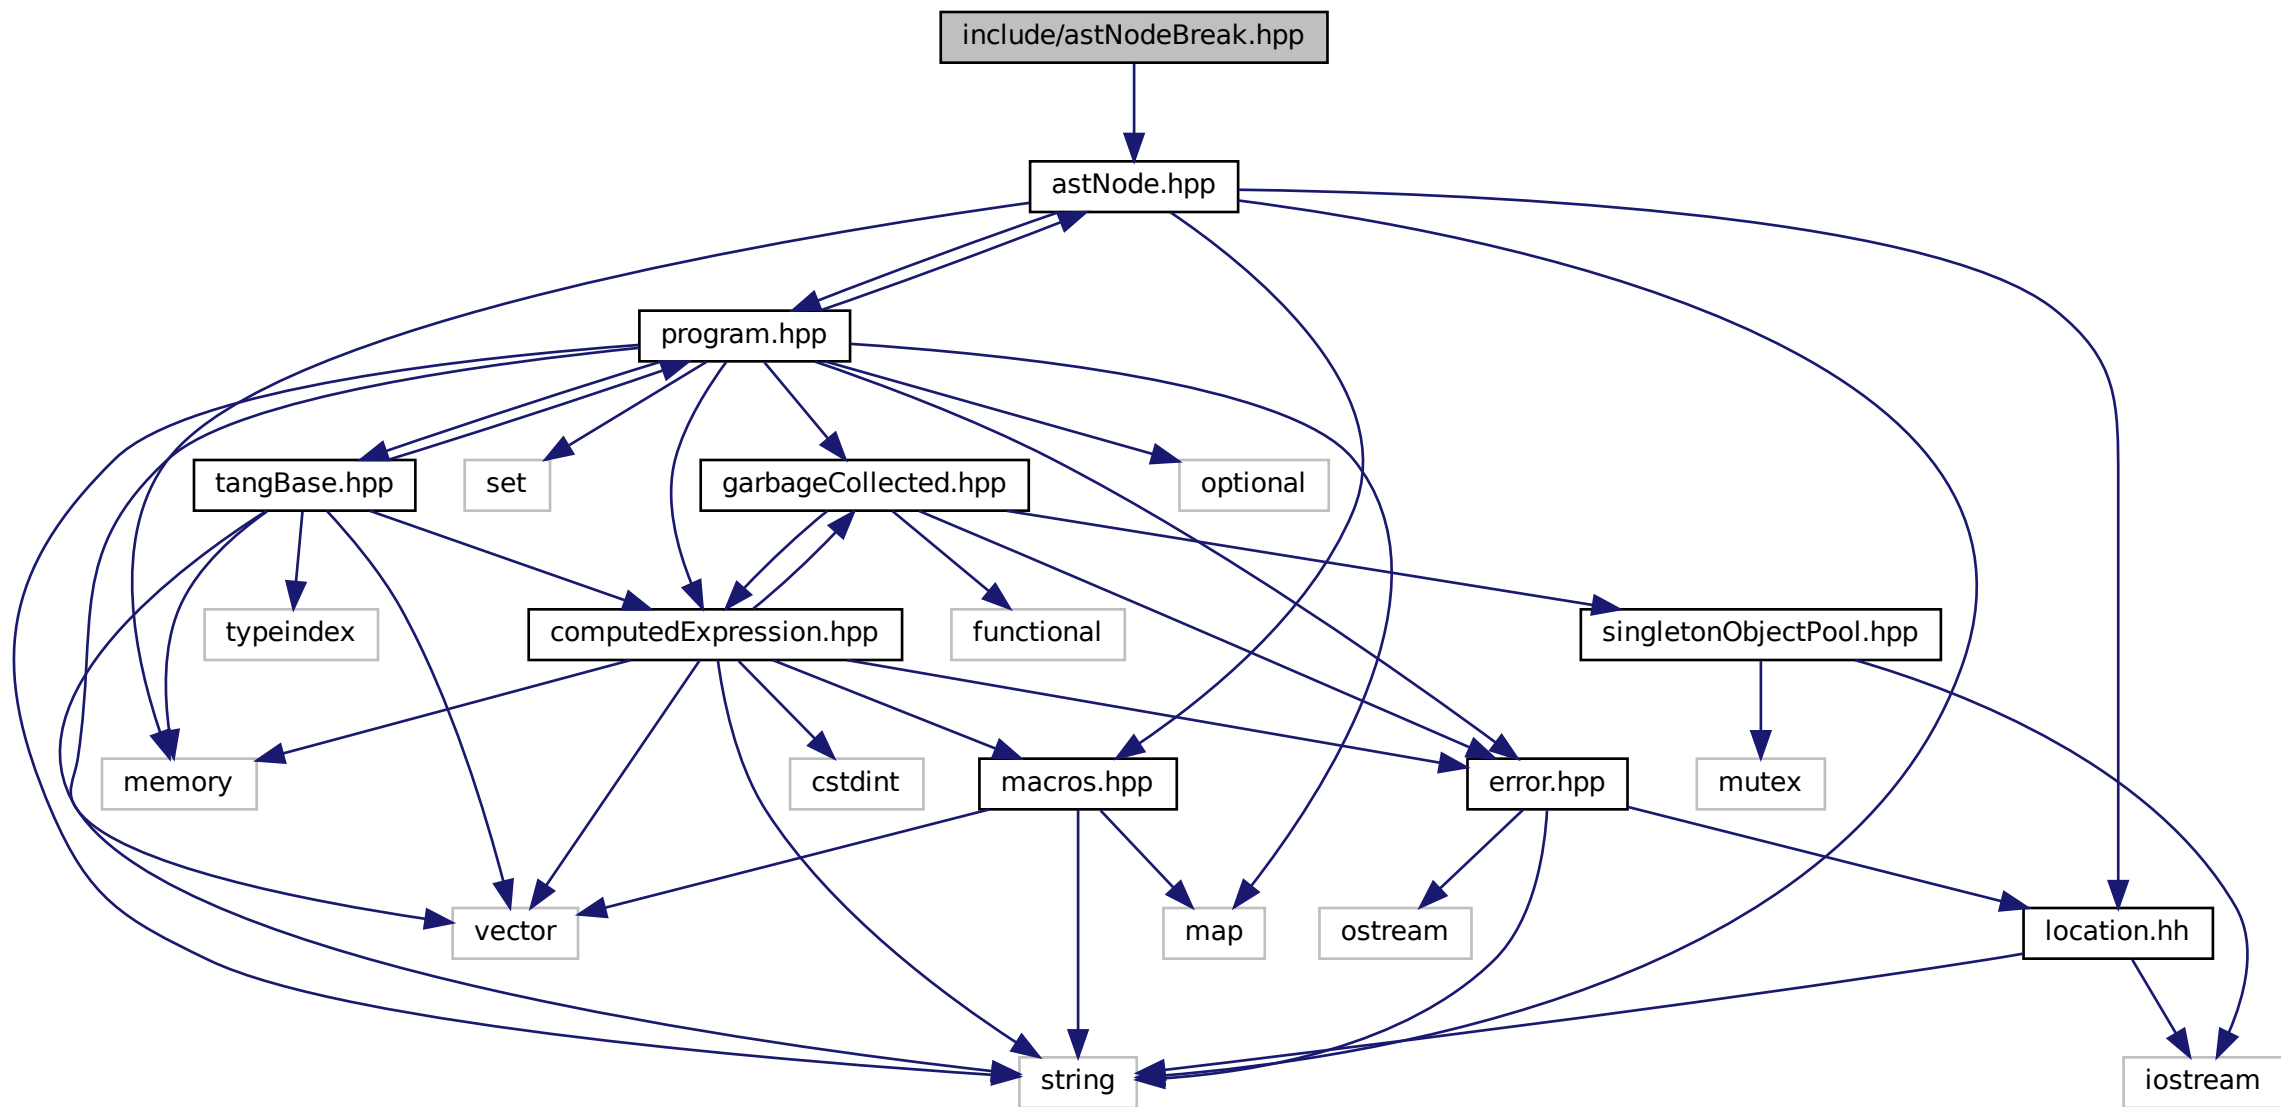 include/astNodeBreak.hpp
astNode.hpp
program.hpp
tangBase.hpp
set
garbageCollected.hpp
optional
typeindex
computedExpression.hpp
functional
singletonObjectPool.hpp
memory
cstdint
macros.hpp
error.hpp
mutex
vector
map
ostream
location.hh
string
iostream